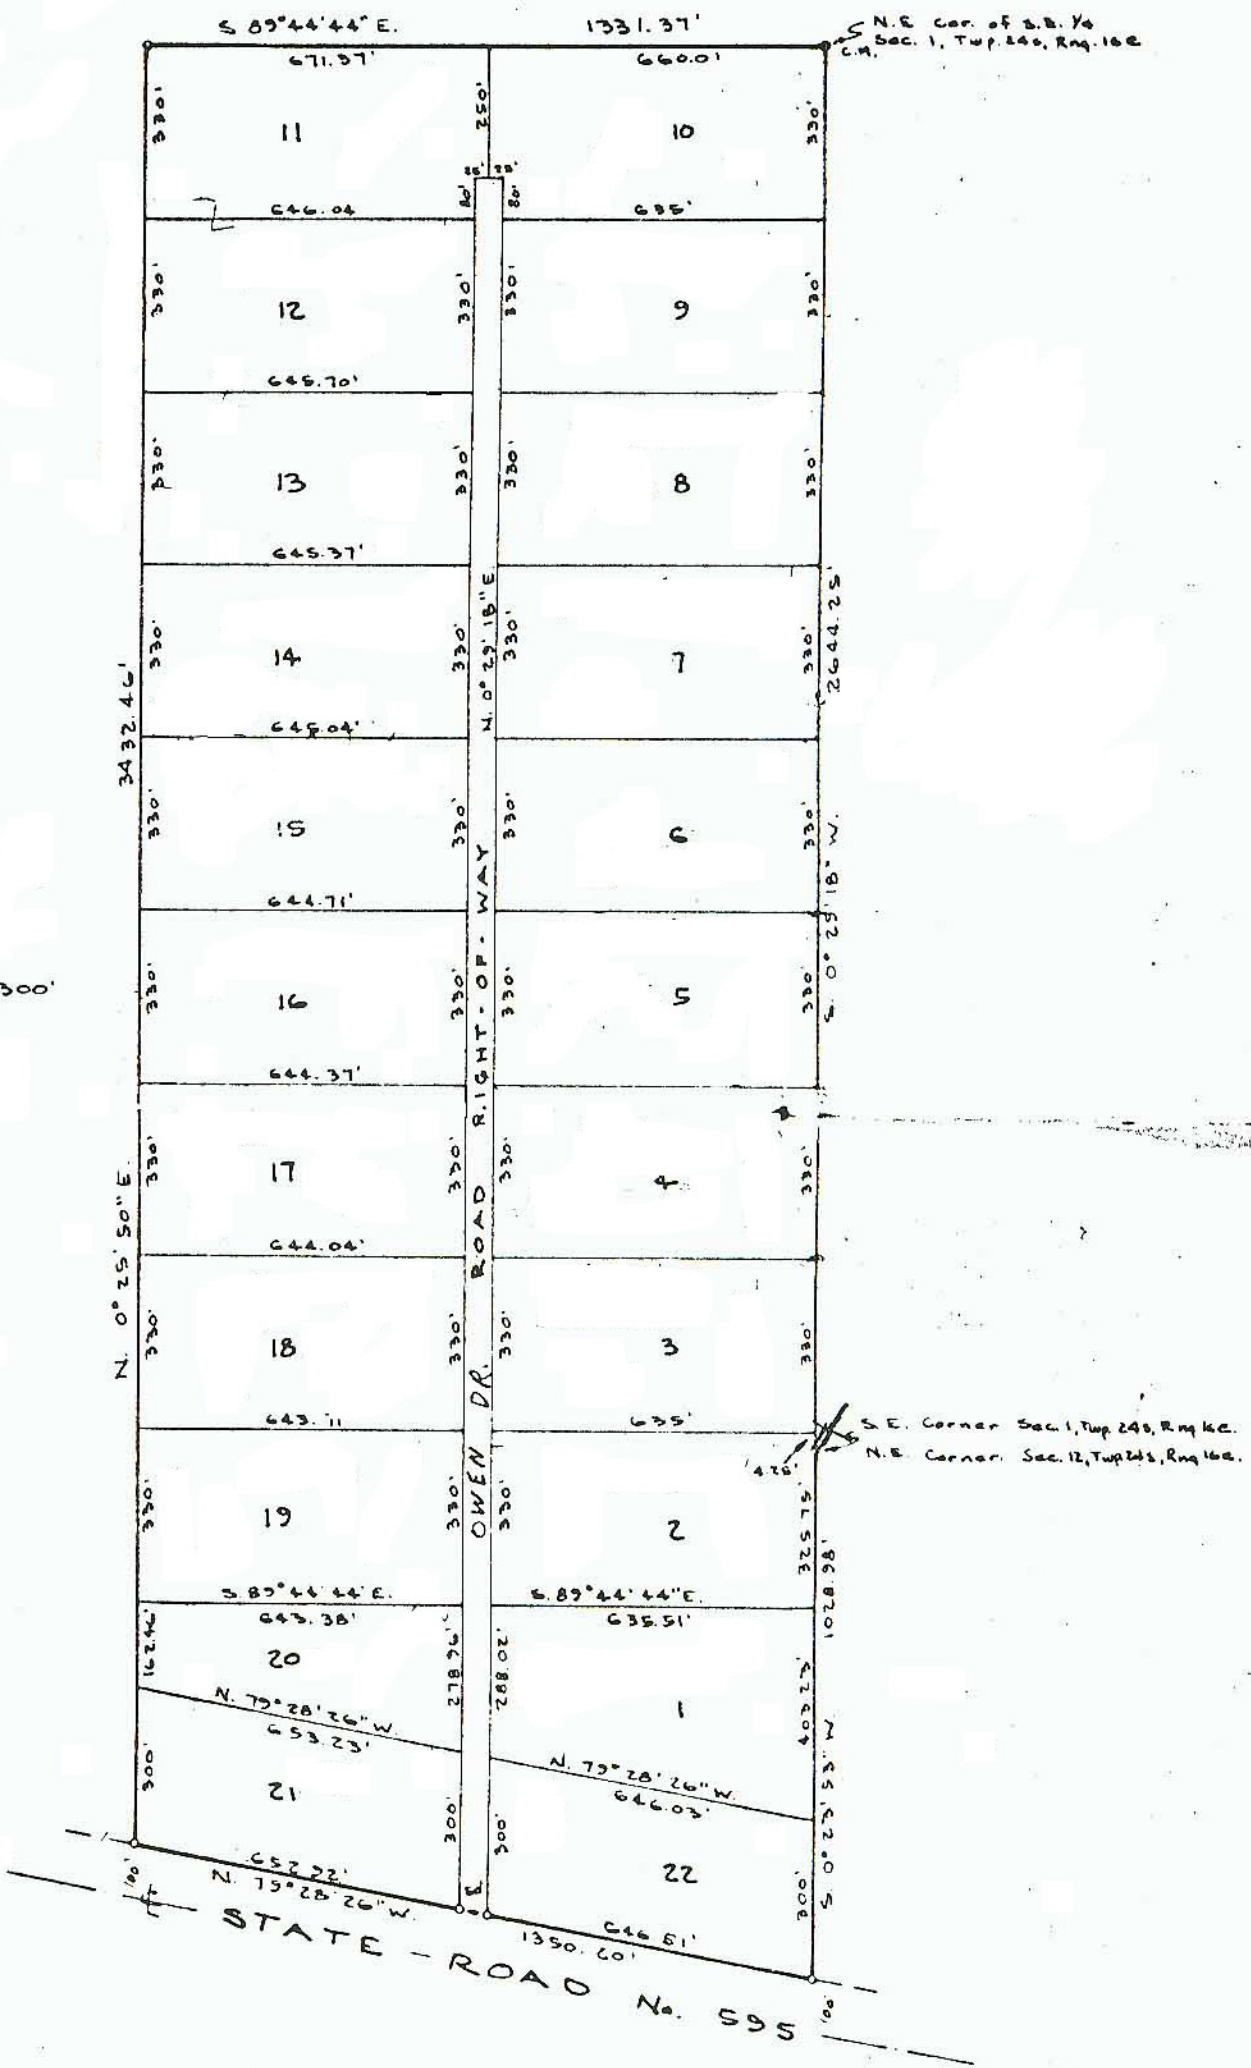 S 89°44'44" E. 1331.37'
N.E Cor. of S.E. 1/4
Sec. 1, Twp. 24s, Rng. 16e
C.M.
671.37' 660.01'
330' 11 250' 10 330'
25' 25'
80' 80'
646.04 635'
330' 12 330' 330' 9 330'
645.70'
330' 13 330' 330' 8 330'
645.37'
N. 0° 29' 18" E.
330' 14 330' 330' 7 330'
2644.25'
645.04'
3432.46'
330' 15 330' 330' 6 330'
644.71'
S. 0° 29' 18" W.
300'
330' 16 330' 330' 5 330'
644.37'
330' 17 330' 330' 4 330'
644.04'
N. 0° 25' 50" E.
330' 18 330' 330' 3 330'
OWEN DR. ROAD RIGHT-OF-WAY
643.71 635'
S.E. Corner Sec. 1, Twp. 24s, Rng 16e.
N.E. Corner. Sec. 12, Twp 24s, Rng 16e.
4.25'
330' 19 330' 330' 2 325.75'
1028.98'
S. 89°44'44" E. S. 89°44'44" E.
643.38' 635.51'
162.46' 20 278.96' 288.02' 1 403.23'
N. 79°28'26" W.
653.23'
N. 79°28'26" W.
646.03'
S 0° 23' 53" W
300' 21 300' 300' 22 300'
652.92'
N. 79°28'26" W.
646.51'
1350.60'
100' 100'
STATE - ROAD No. 595